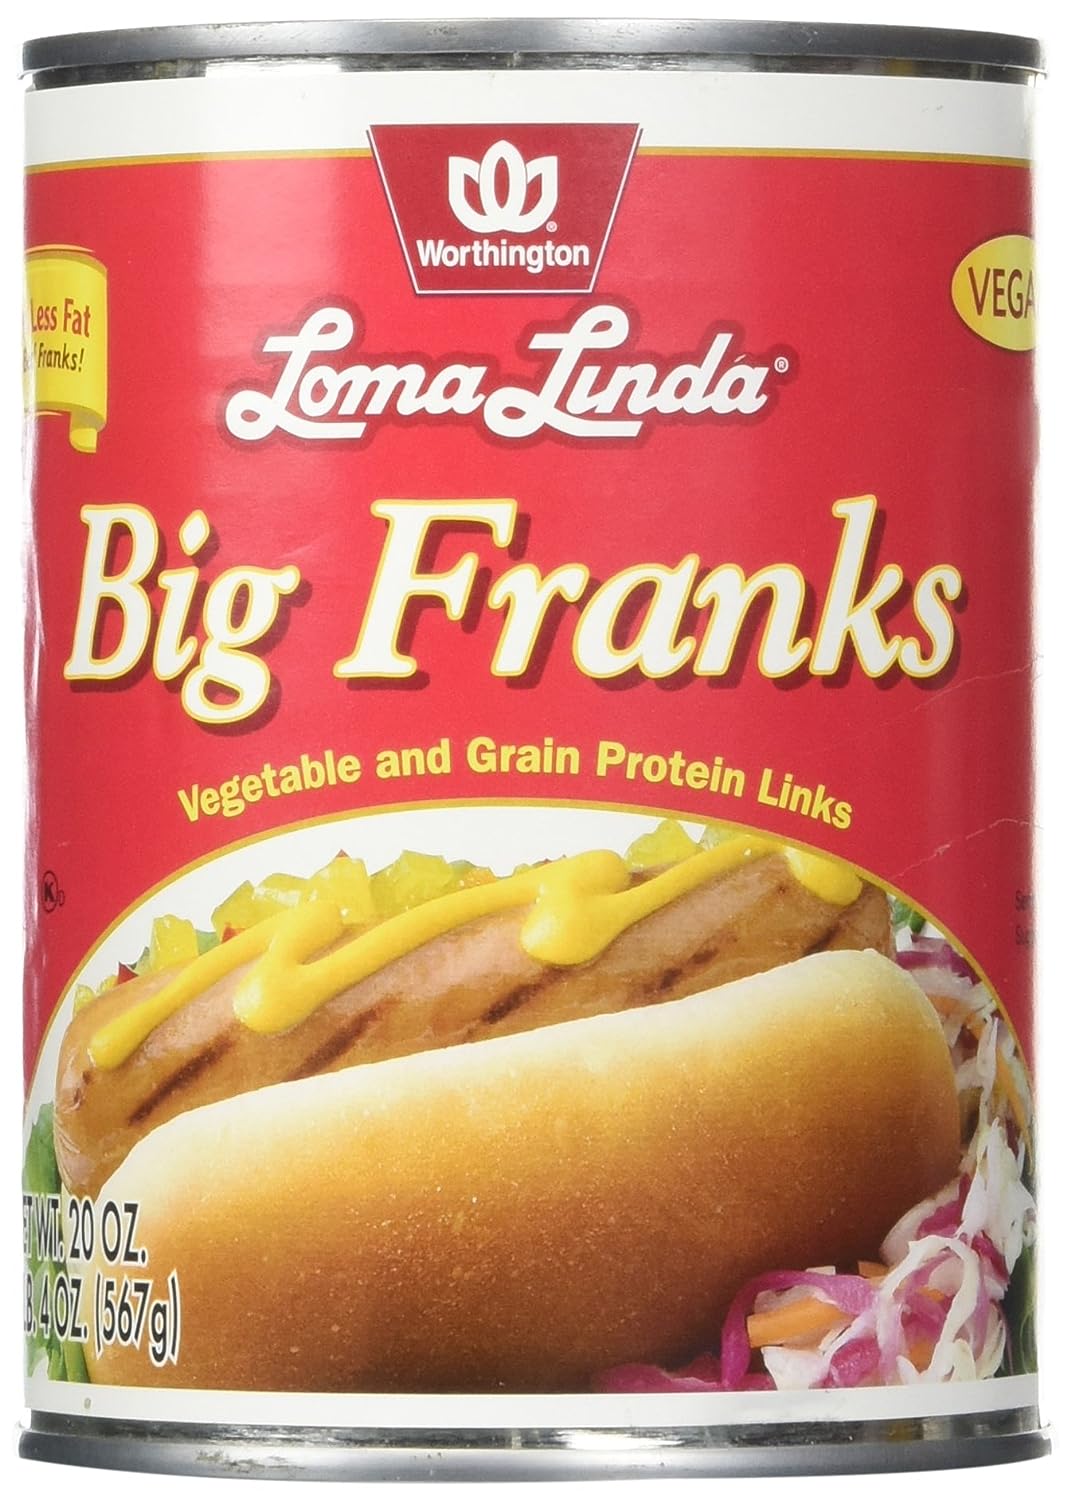 Worthington
Less Fat
Franks!
VEGA
Loma Linda®
Big Franks
Vegetable and Grain Protein Links
K D
WT. 20 OZ.
4 OZ. (567g)